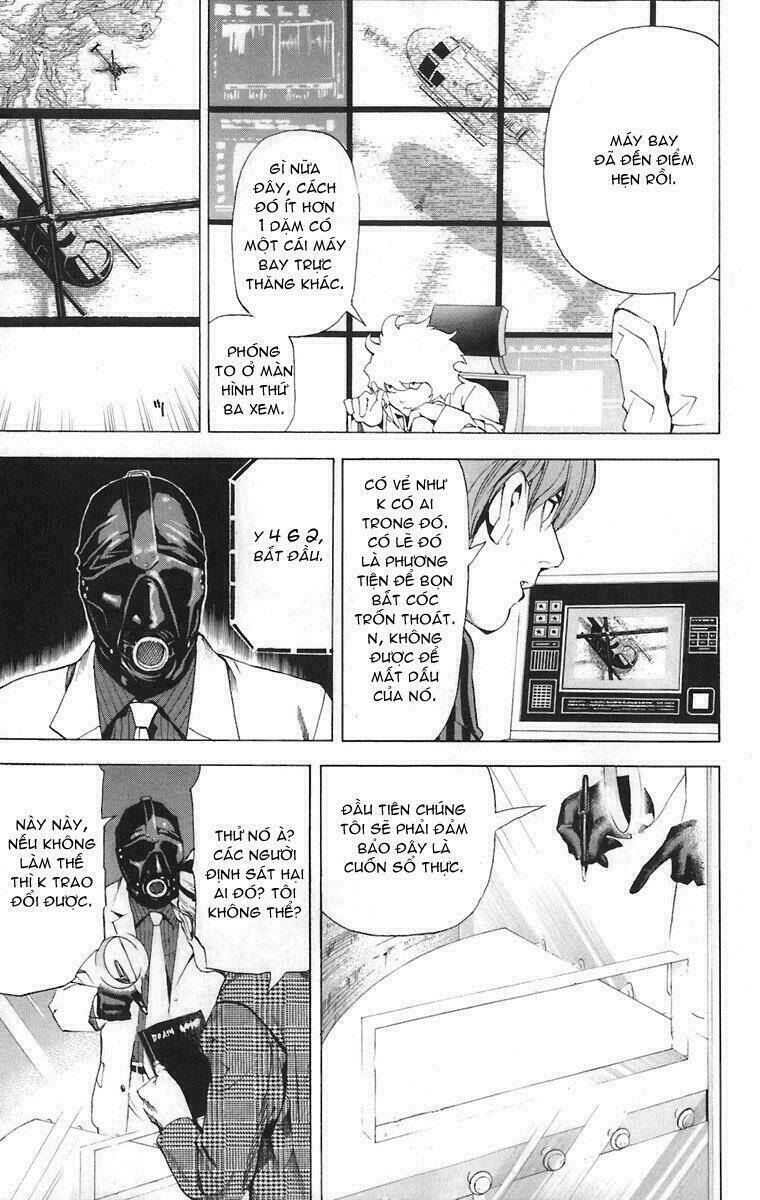 MÁY BAY
ĐÃ ĐẾN ĐIỂM
HẸN RỒI.
GÌ NỮA
ĐÂY, CÁCH
ĐÓ ÍT HƠN
1 DẶM CÓ
MỘT CÁI MÁY
BAY TRỰC
THĂNG KHÁC.
PHÓNG
TO Ở MÀN
HÌNH THỨ
BA XEM.
CÓ VẺ NHƯ
K CÓ AI
TRONG ĐÓ.
CÓ LẼ ĐÓ
LÀ PHƯƠNG
TIỆN ĐỂ BỌN
BẮT CÓC
TRỐN THOÁT.
N, KHÔNG
ĐƯỢC ĐỂ
MẤT DẤU
CỦA NÓ.
Y 4 6 2,
BẮT ĐẦU.
ĐẦU TIÊN CHÚNG
TÔI SẼ PHẢI ĐẢM
BẢO ĐÂY LÀ
CUỐN SỔ THỰC.
THỬ NÓ À?
CÁC NGƯỜI
ĐỊNH SÁT HẠI
AI ĐÓ? TÔI
KHÔNG THỂ?
NÀY NÀY,
NẾU KHÔNG
LÀM THẾ
THÌ K TRAO
ĐỔI ĐƯỢC.